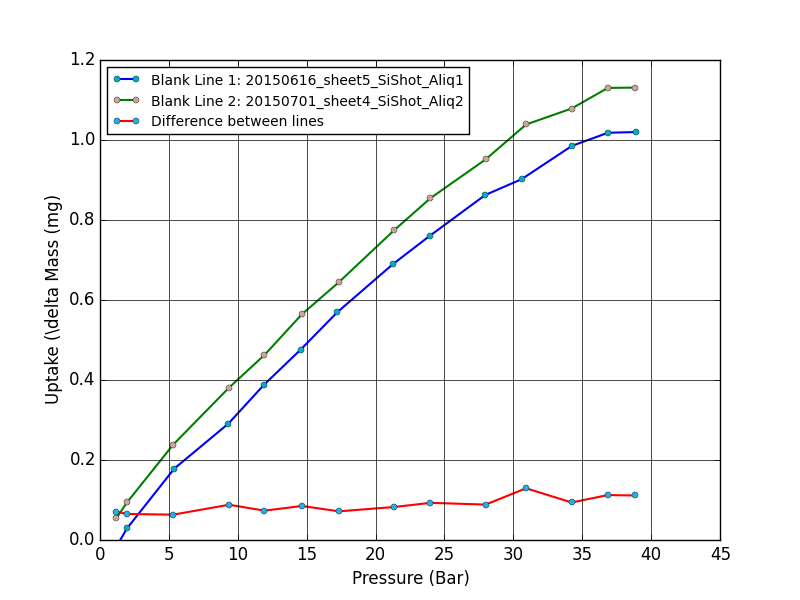 Blank Line 1: 20150616_sheet5_SiShot_Aliq1
Blank Line 2: 20150701_sheet4_SiShot_Aliq2
Difference between lines
1.2
1.0
0.8
0.6
0.4
0.2
0.0
Uptake (\delta Mass (mg)
0 5 10 15 20 25 30 35 40 45
Pressure (Bar)